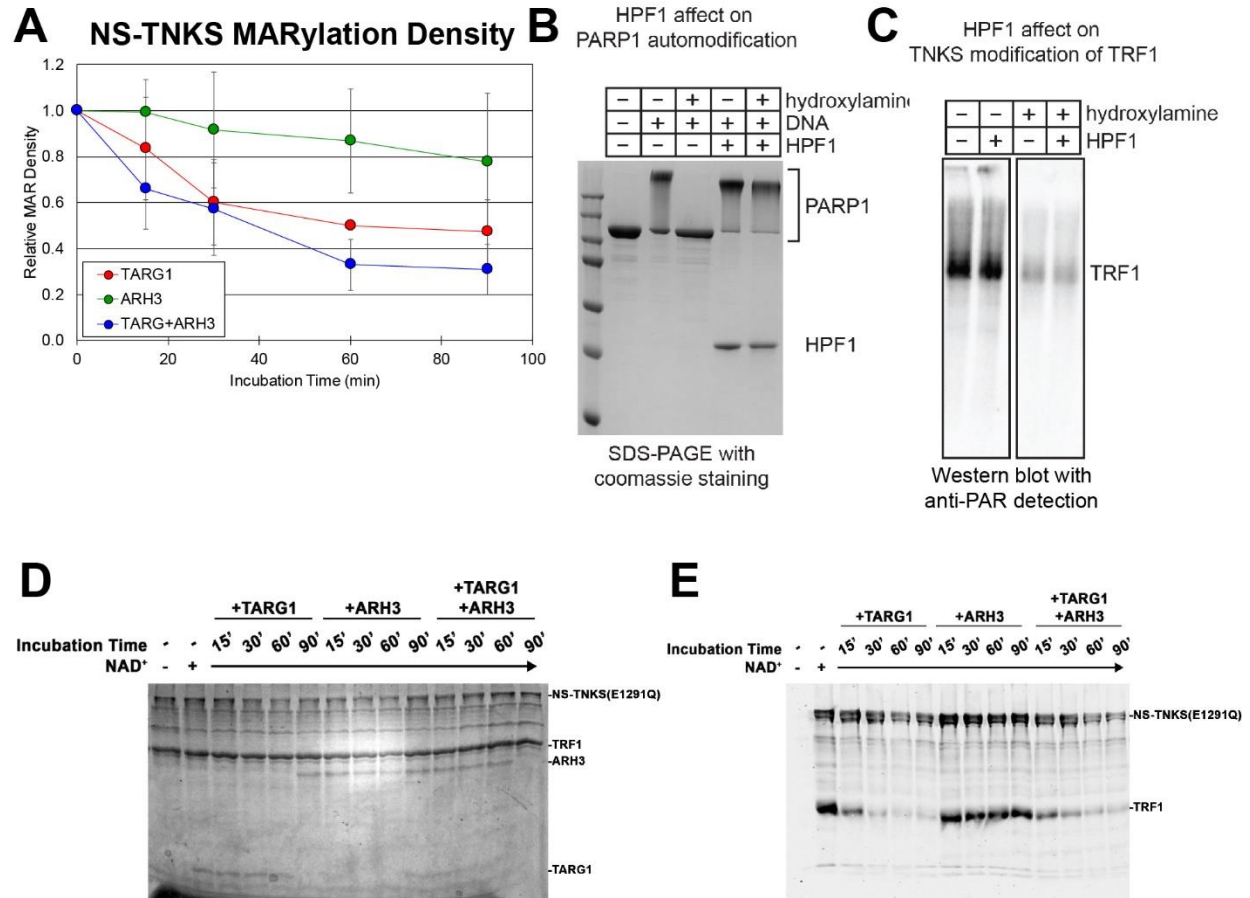 A
NS-TNKS MARylation Density
Relative MAR Density
1.2
1.0
0.8
0.6
0.4
0.2
0.0
TARG1
ARH3
TARG+ARH3
0 20 40 60 80 100
Incubation Time (min)
B
HPF1 affect on
PARP1 automodification
- - + - + hydroxylamine
- + + + + DNA
- - - + + HPF1
PARP1
HPF1
SDS-PAGE with
coomassie staining
C
HPF1 affect on
TNKS modification of TRF1
- - + + hydroxylamine
- + - + HPF1
TRF1
Western blot with
anti-PAR detection
D
+TARG1 +ARH3 +TARG1
+ARH3
Incubation Time - - 15' 30' 60' 90' 15' 30' 60' 90' 15' 30' 60' 90'
NAD+ - +
-NS-TNKS(E1291Q)
-TRF1
-ARH3
-TARG1
E
+TARG1 +ARH3 +TARG1
+ARH3
Incubation Time - - 15' 30' 60' 90' 15' 30' 60' 90' 15' 30' 60' 90'
NAD+ - +
-NS-TNKS(E1291Q)
-TRF1